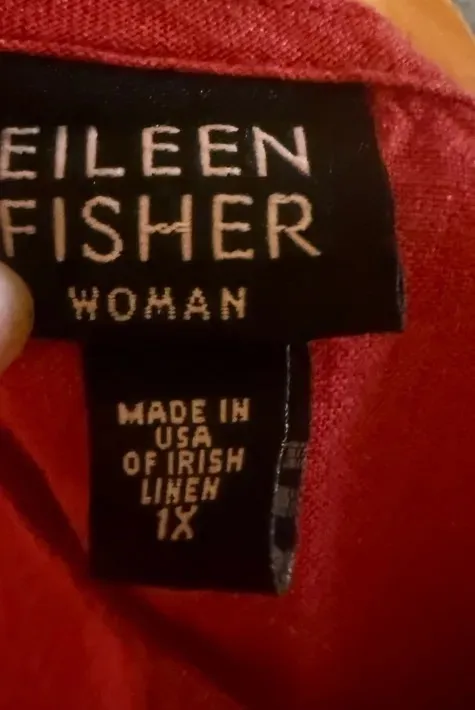 EILEEN
FISHER
WOMAN
MADE IN
USA
OF IRISH
LINEN
1X